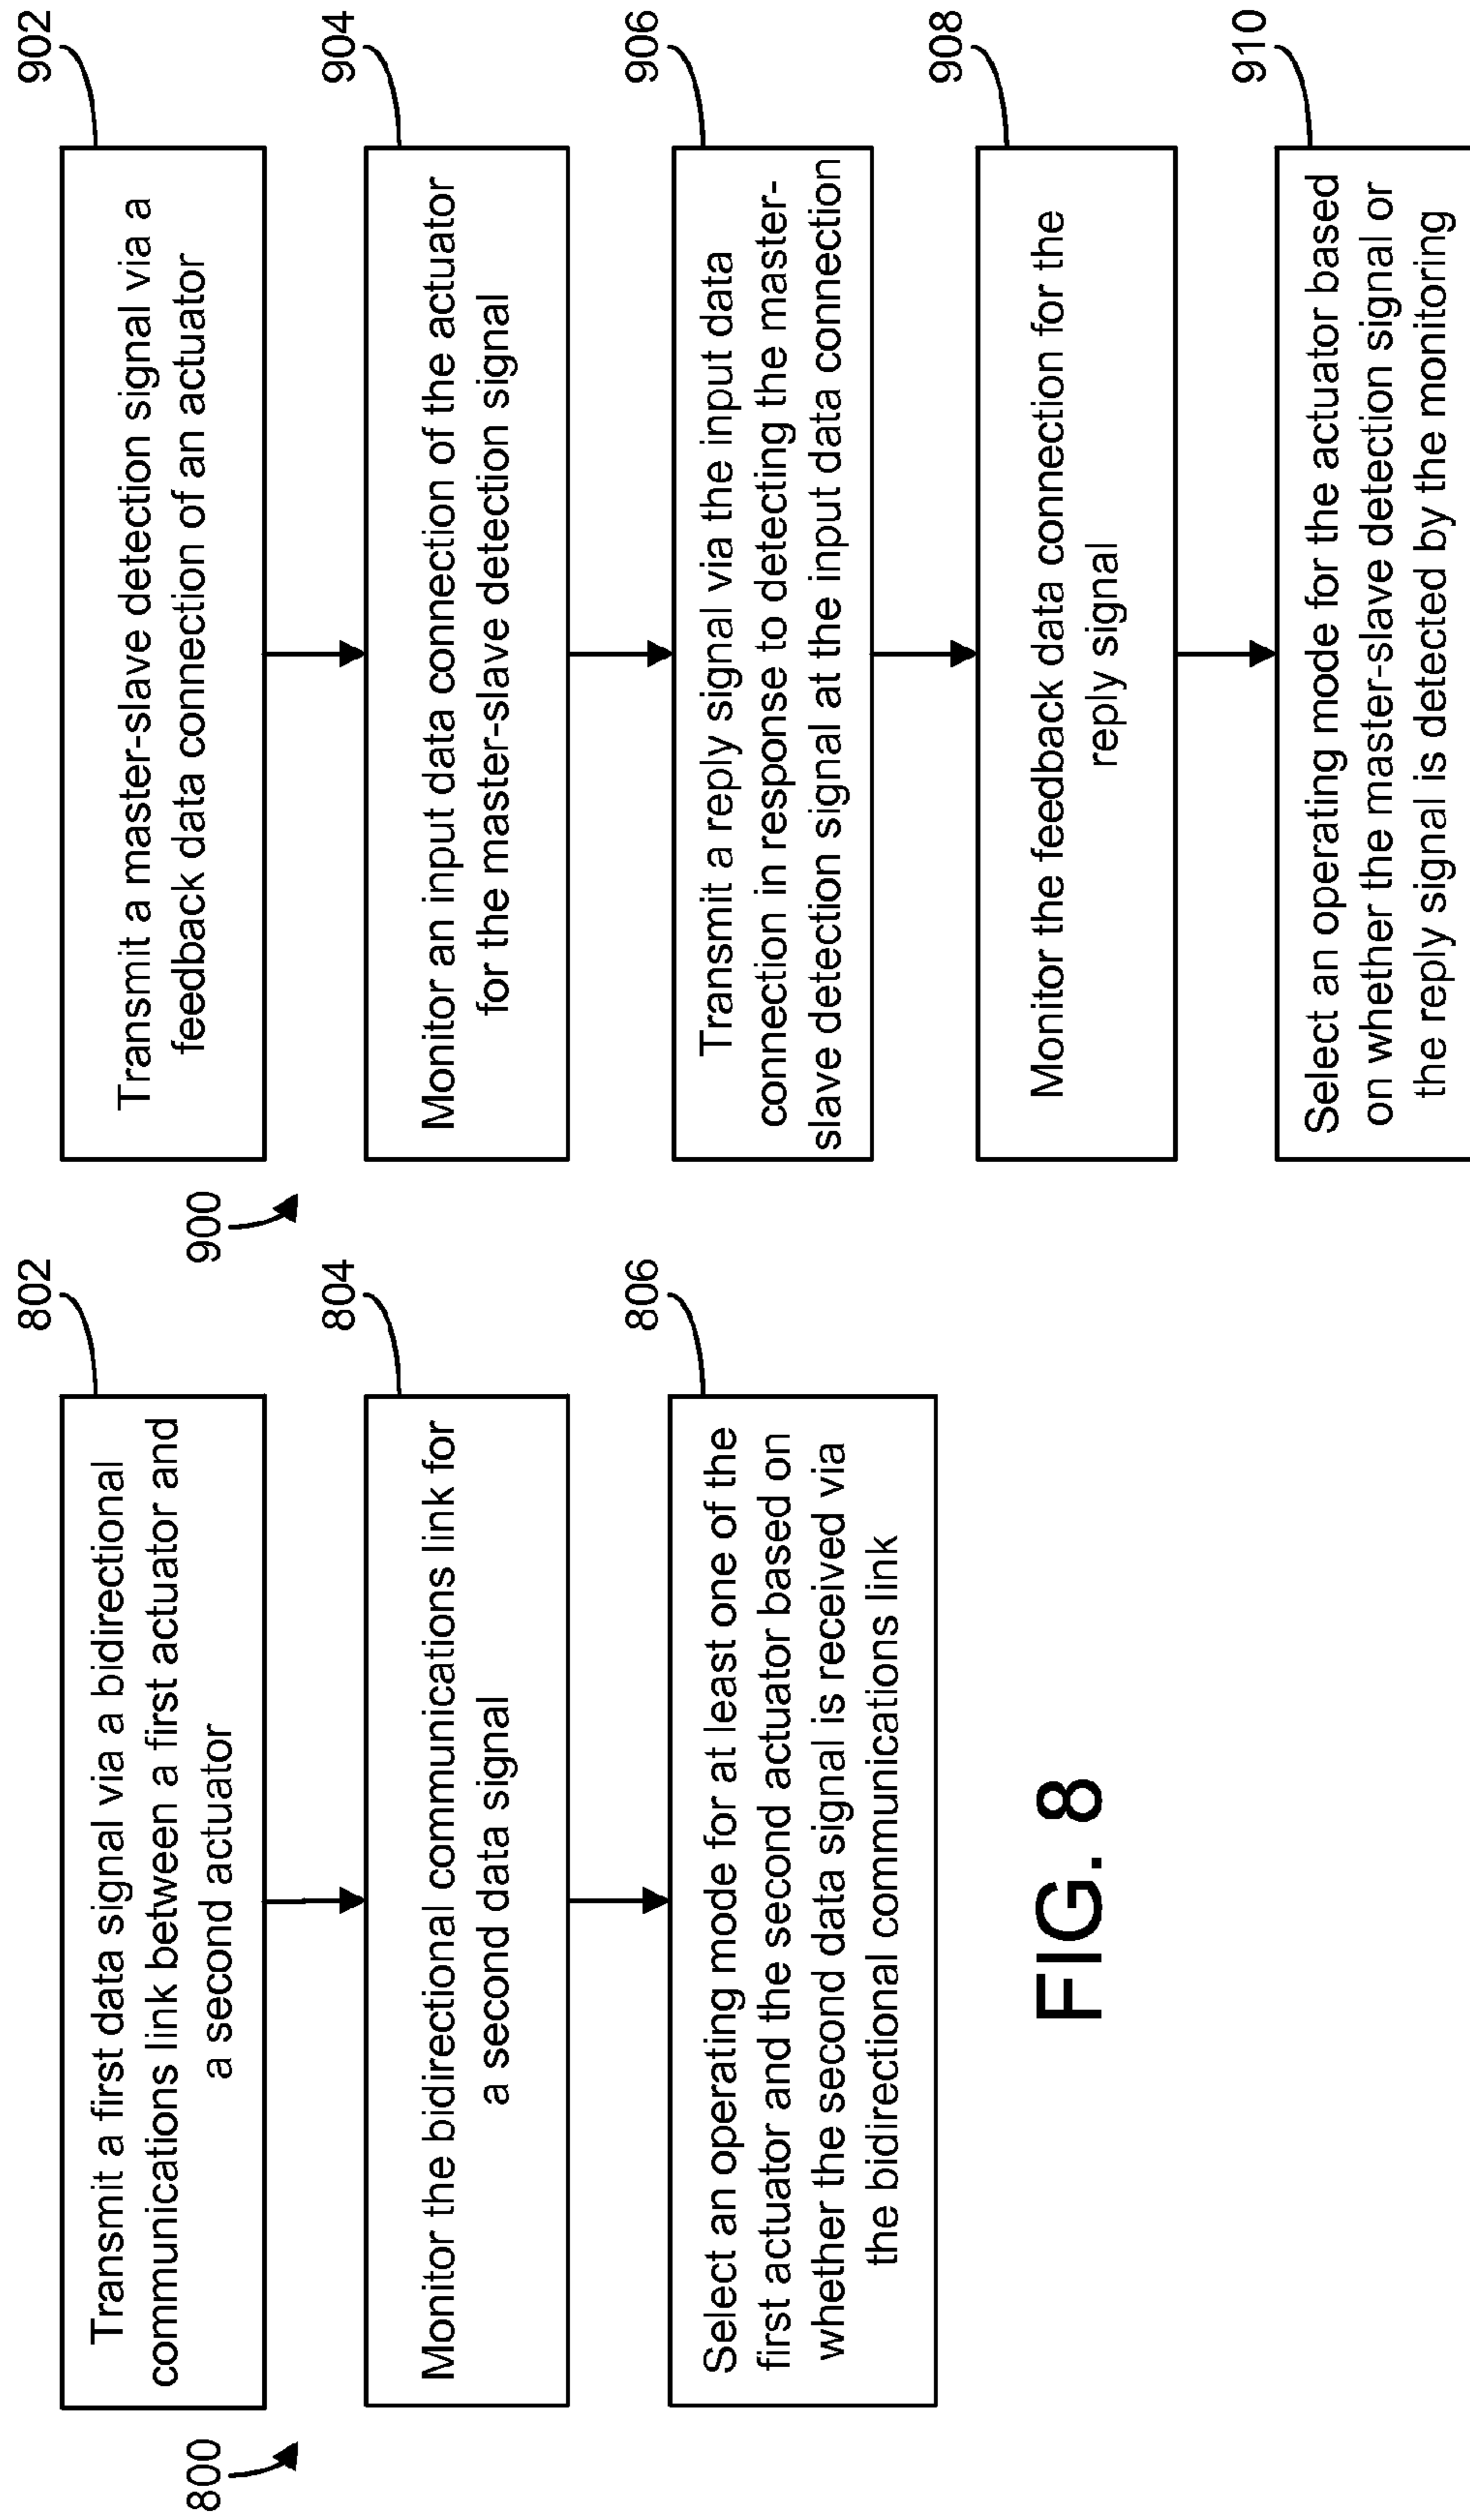 800
802
Transmit a first data signal via a bidirectional
communications link between a first actuator and
a second actuator
804
Monitor the bidirectional communications link for
a second data signal
806
Select an operating mode for at least one of the
first actuator and the second actuator based on
whether the second data signal is received via
the bidirectional communications link
FIG. 8
900
902
Transmit a master-slave detection signal via a
feedback data connection of an actuator
904
Monitor an input data connection of the actuator
for the master-slave detection signal
906
Transmit a reply signal via the input data
connection in response to detecting the master-
slave detection signal at the input data connection
908
Monitor the feedback data connection for the
reply signal
910
Select an operating mode for the actuator based
on whether the master-slave detection signal or
the reply signal is detected by the monitoring